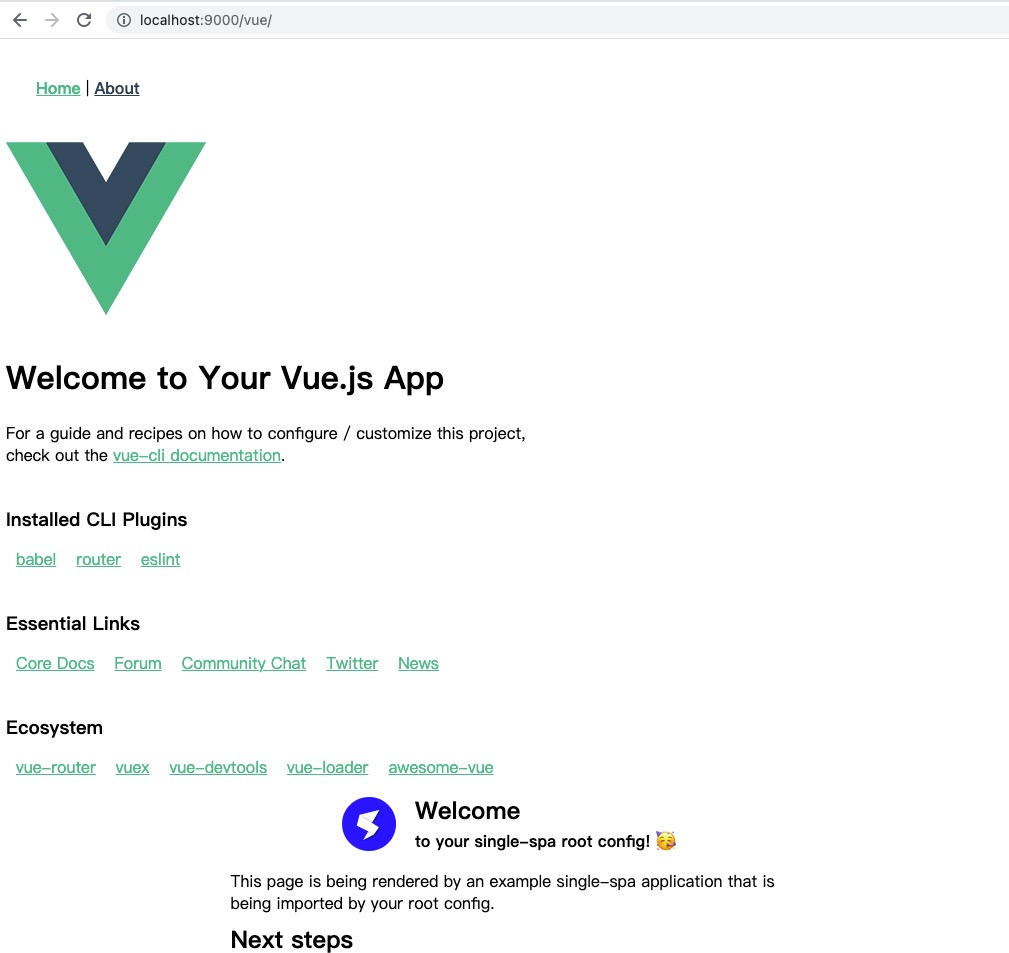 localhost:9000/vue/
Home | About
Welcome to Your Vue.js App
For a guide and recipes on how to configure / customize this project,
check out the vue-cli documentation.
Installed CLI Plugins
babel router eslint
Essential Links
Core Docs Forum Community Chat Twitter News
Ecosystem
vue-router vuex vue-devtools vue-loader awesome-vue
Welcome
to your single-spa root config! 🥳
This page is being rendered by an example single-spa application that is
being imported by your root config.
Next steps